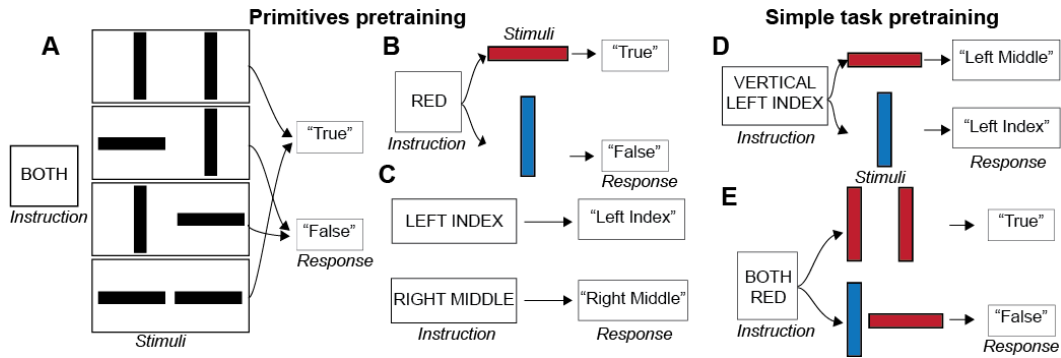 Primitives pretraining
Simple task pretraining
A
BOTH
Instruction
"True"
"False"
Response
Stimuli
B
Stimuli
RED
Instruction
"True"
"False"
Response
C
LEFT INDEX
"Left Index"
RIGHT MIDDLE
"Right Middle"
Instruction
Response
D
VERTICAL
LEFT INDEX
Instruction
"Left Middle"
"Left Index"
Response
Stimuli
E
BOTH
RED
Instruction
"True"
"False"
Response